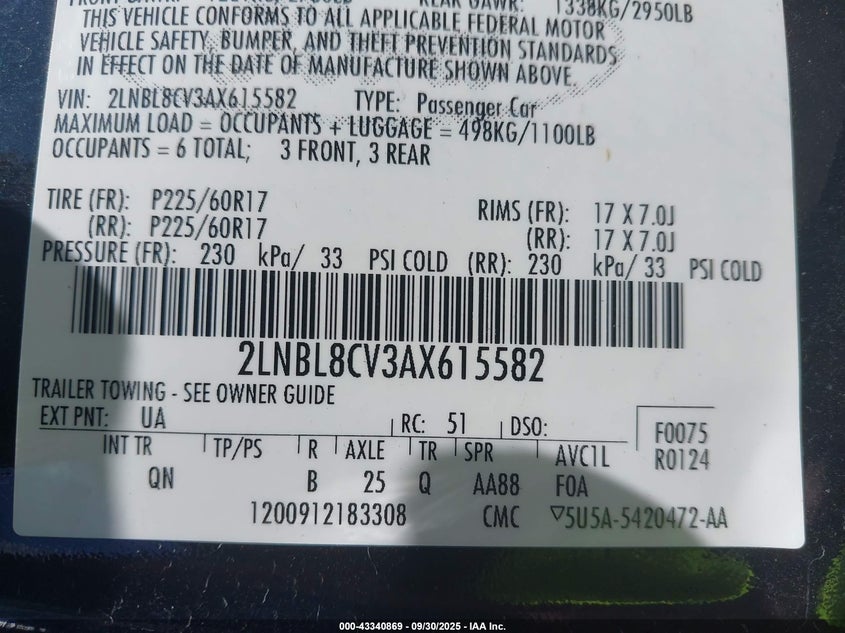 1338KG/2950LB
THIS VEHICLE CONFORMS TO ALL APPLICABLE FEDERAL MOTOR
VEHICLE SAFETY, BUMPER, AND THEFT PREVENTION STANDARDS
IN EFFECT ON THE DATE OF MANUFACTURE SHOWN ABOVE.
VIN: 2LNBL8CV3AX615582 TYPE: Passenger Car
MAXIMUM LOAD = OCCUPANTS + LUGGAGE = 498KG/1100LB
OCCUPANTS = 6 TOTAL; 3 FRONT, 3 REAR
TIRE (FR): P225/60R17 RIMS (FR): 17 X 7.0J
(RR): P225/60R17 (RR): 17 X 7.0J
PRESSURE (FR): 230 kPa/ 33 PSI COLD (RR): 230 kPa/ 33 PSI COLD
2LNBL8CV3AX615582
TRAILER TOWING - SEE OWNER GUIDE
EXT PNT: UA RC: 51 DSO: F0075
R0124
INT TR TP/PS R AXLE TR SPR AVC1L
QN B 25 Q AA88 F0A
1200912183308 CMC ▽5U5A-5420472-AA
000-43340869 - 09/30/2025 - IAA Inc.